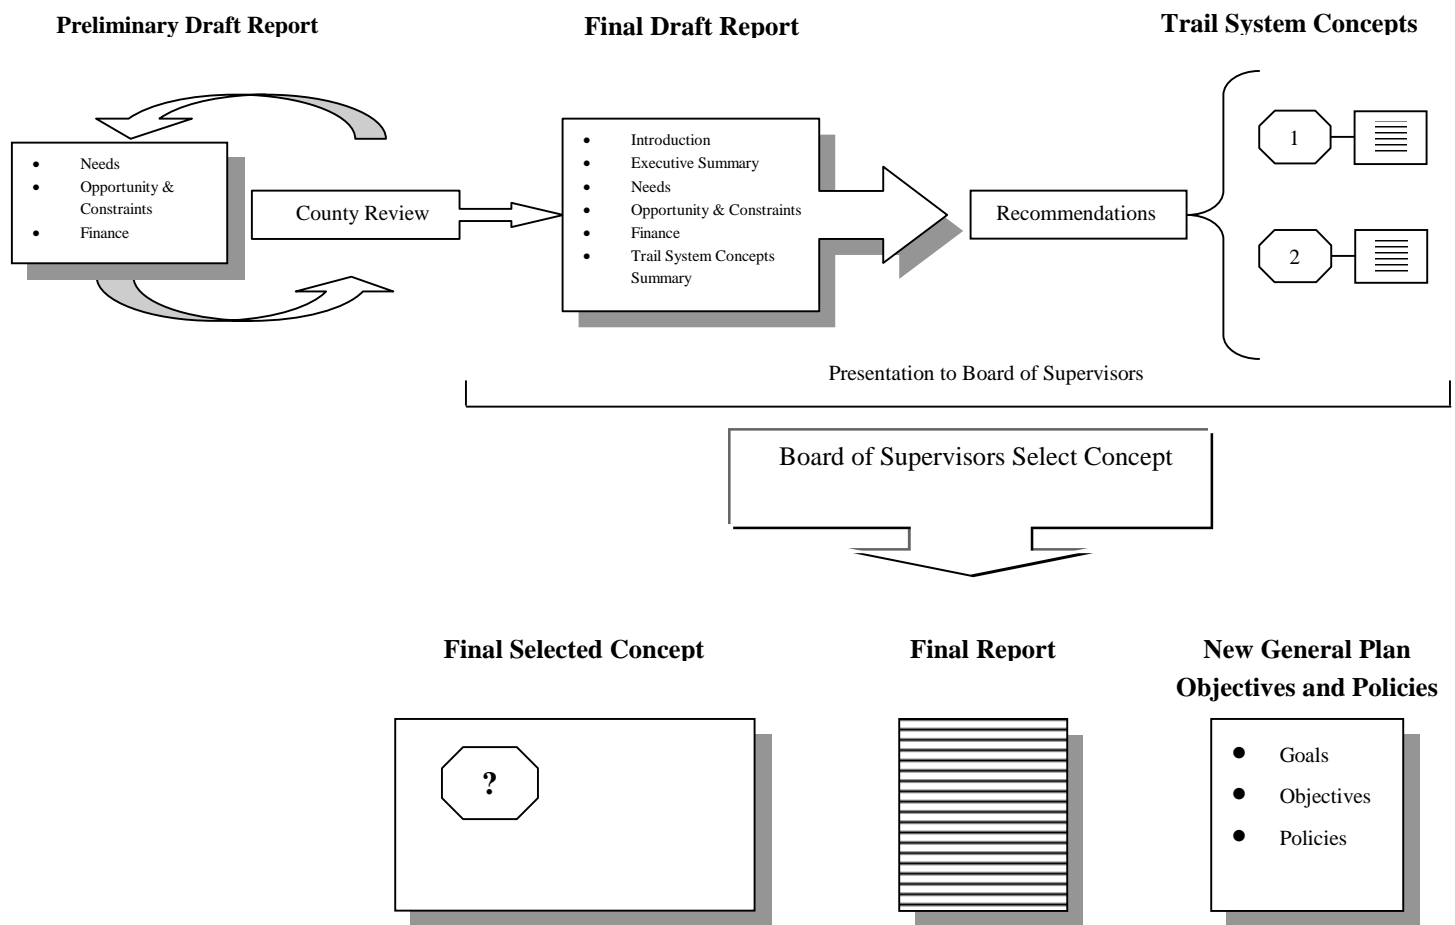 Preliminary Draft Report
Final Draft Report
Trail System Concepts
• Needs
• Opportunity &
Constraints
• Finance
County Review
• Introduction
• Executive Summary
• Needs
• Opportunity & Constraints
• Finance
• Trail System Concepts
Summary
Recommendations
1
2
Presentation to Board of Supervisors
Board of Supervisors Select Concept
Final Selected Concept
?
Final Report
New General Plan
Objectives and Policies
• Goals
• Objectives
• Policies